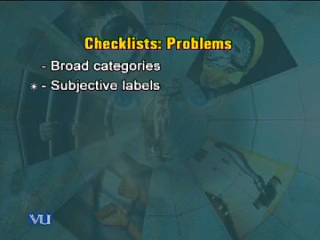 Checklists: Problems
- Broad categories
* - Subjective labels
VU